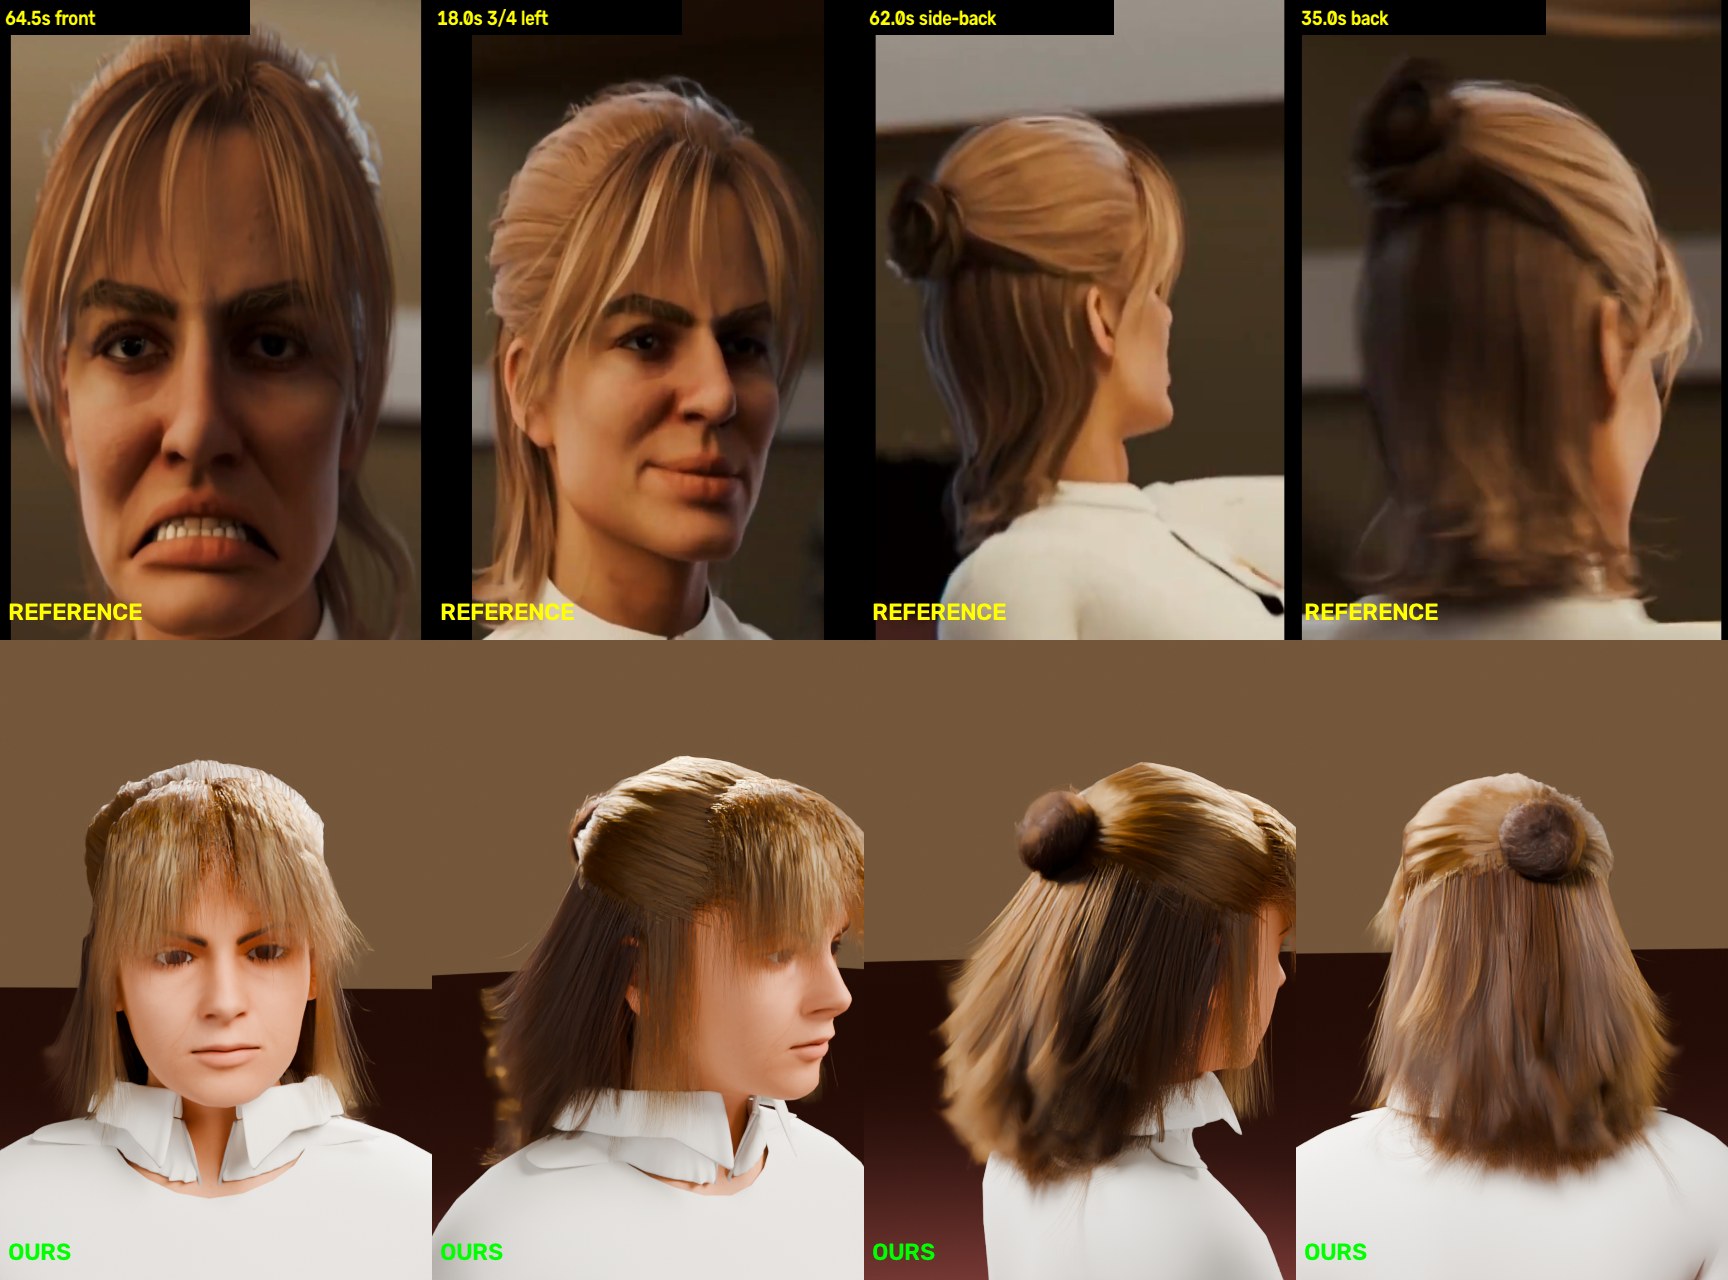 64.5s front
18.0s 3/4 left
62.0s side-back
35.0s back
REFERENCE
REFERENCE
REFERENCE
REFERENCE
OURS
OURS
OURS
OURS